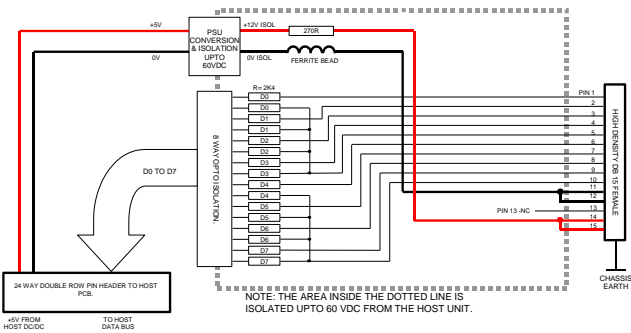 +5V
0V
PSU
CONVERSION
& ISOLATION
UPTO
60VDC
+12V ISOL
0V ISOL
270R
FERRITE BEAD
R= 2K4
D0
D0
D1
D1
D2
D2
D3
D3
D4
D4
D5
D5
D6
D6
D7
D7
8 WAY OPTO ISOLATION.
D0 TO D7
PIN 1
2
3
4
5
6
7
8
9
10
11
12
PIN 13 -NC
13
14
15
HIGH DENSITY DB 15 FEMALE
CHASSIS
EARTH
24 WAY DOUBLE ROW PIN HEADER TO HOST
PCB.
+5V FROM
HOST DC/DC
TO HOST
DATA BUS
NOTE: THE AREA INSIDE THE DOTTED LINE IS
ISOLATED UPTO 60 VDC FROM THE HOST UNIT.